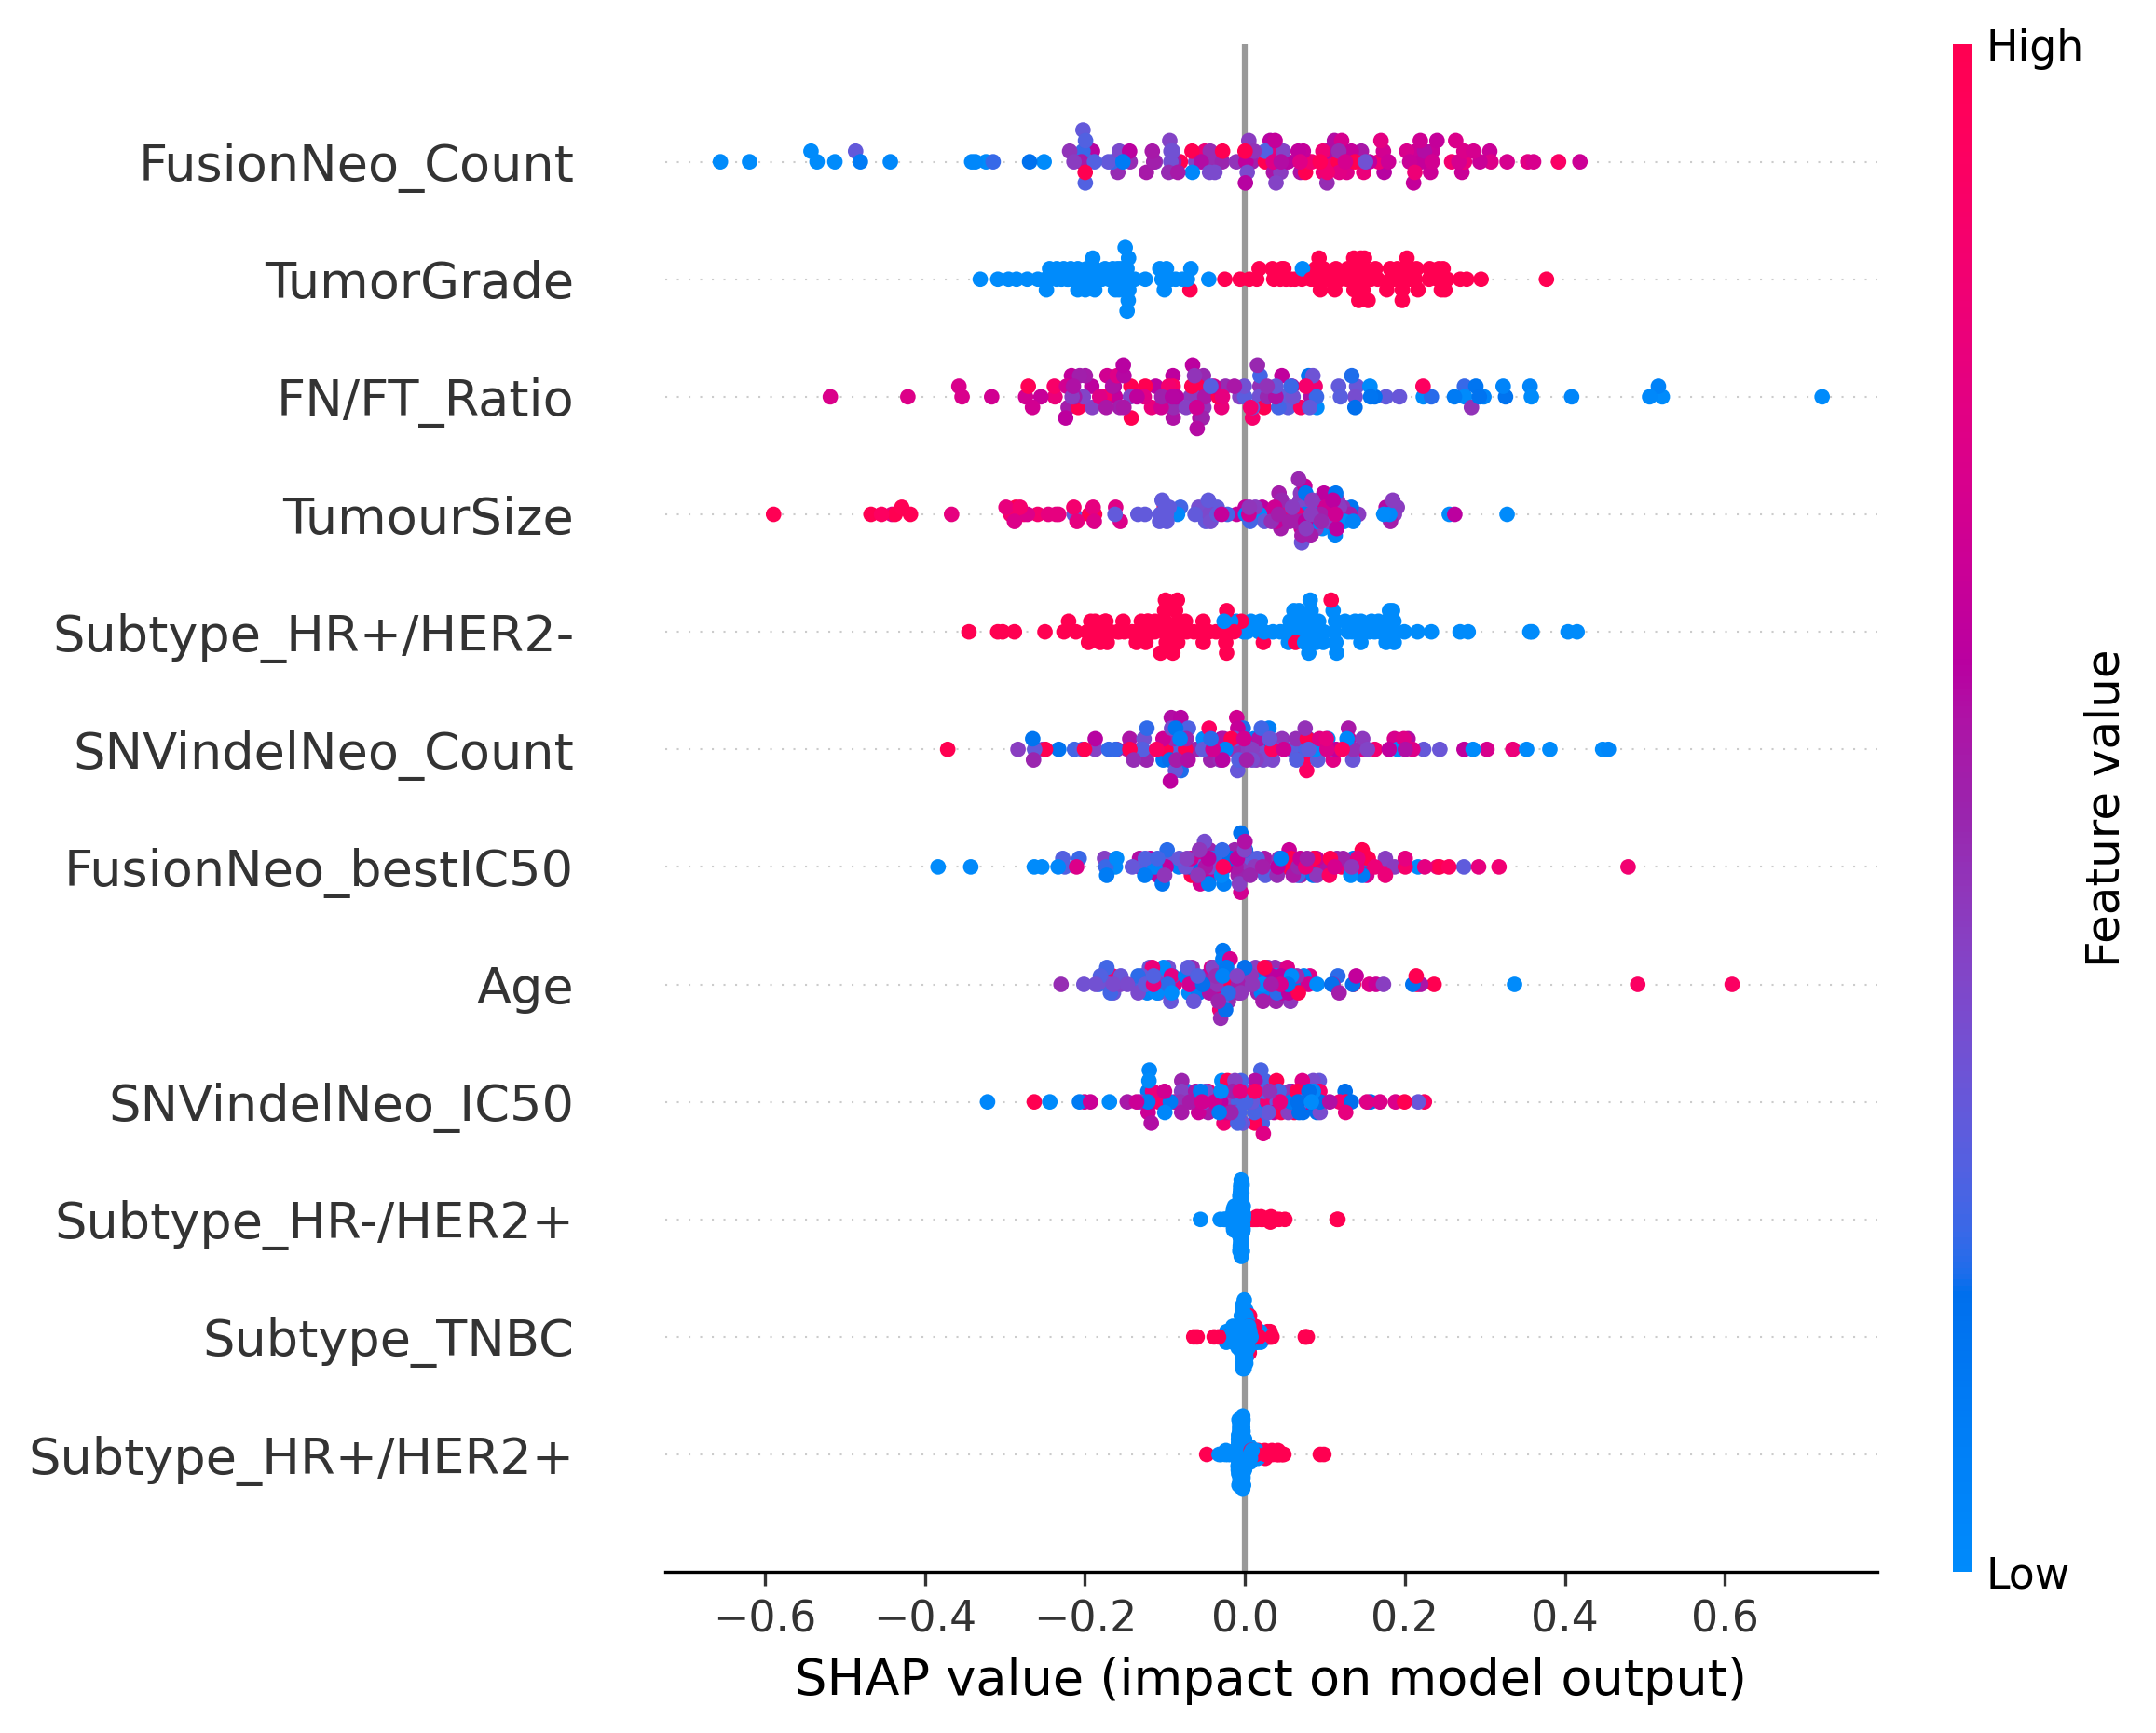 High
FusionNeo_Count
TumorGrade
FN/FT_Ratio
TumourSize
Subtype_HR+/HER2-
SNVindelNeo_Count
FusionNeo_bestIC50
Age
SNVindelNeo_IC50
Subtype_HR-/HER2+
Subtype_TNBC
Subtype_HR+/HER2+
Feature value
Low
−0.6 −0.4 −0.2 0.0 0.2 0.4 0.6
SHAP value (impact on model output)